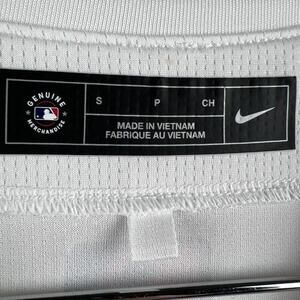 GENUINE
MERCHANDISE
S P CH
MADE IN VIETNAM
FABRIQUE AU VIETNAM